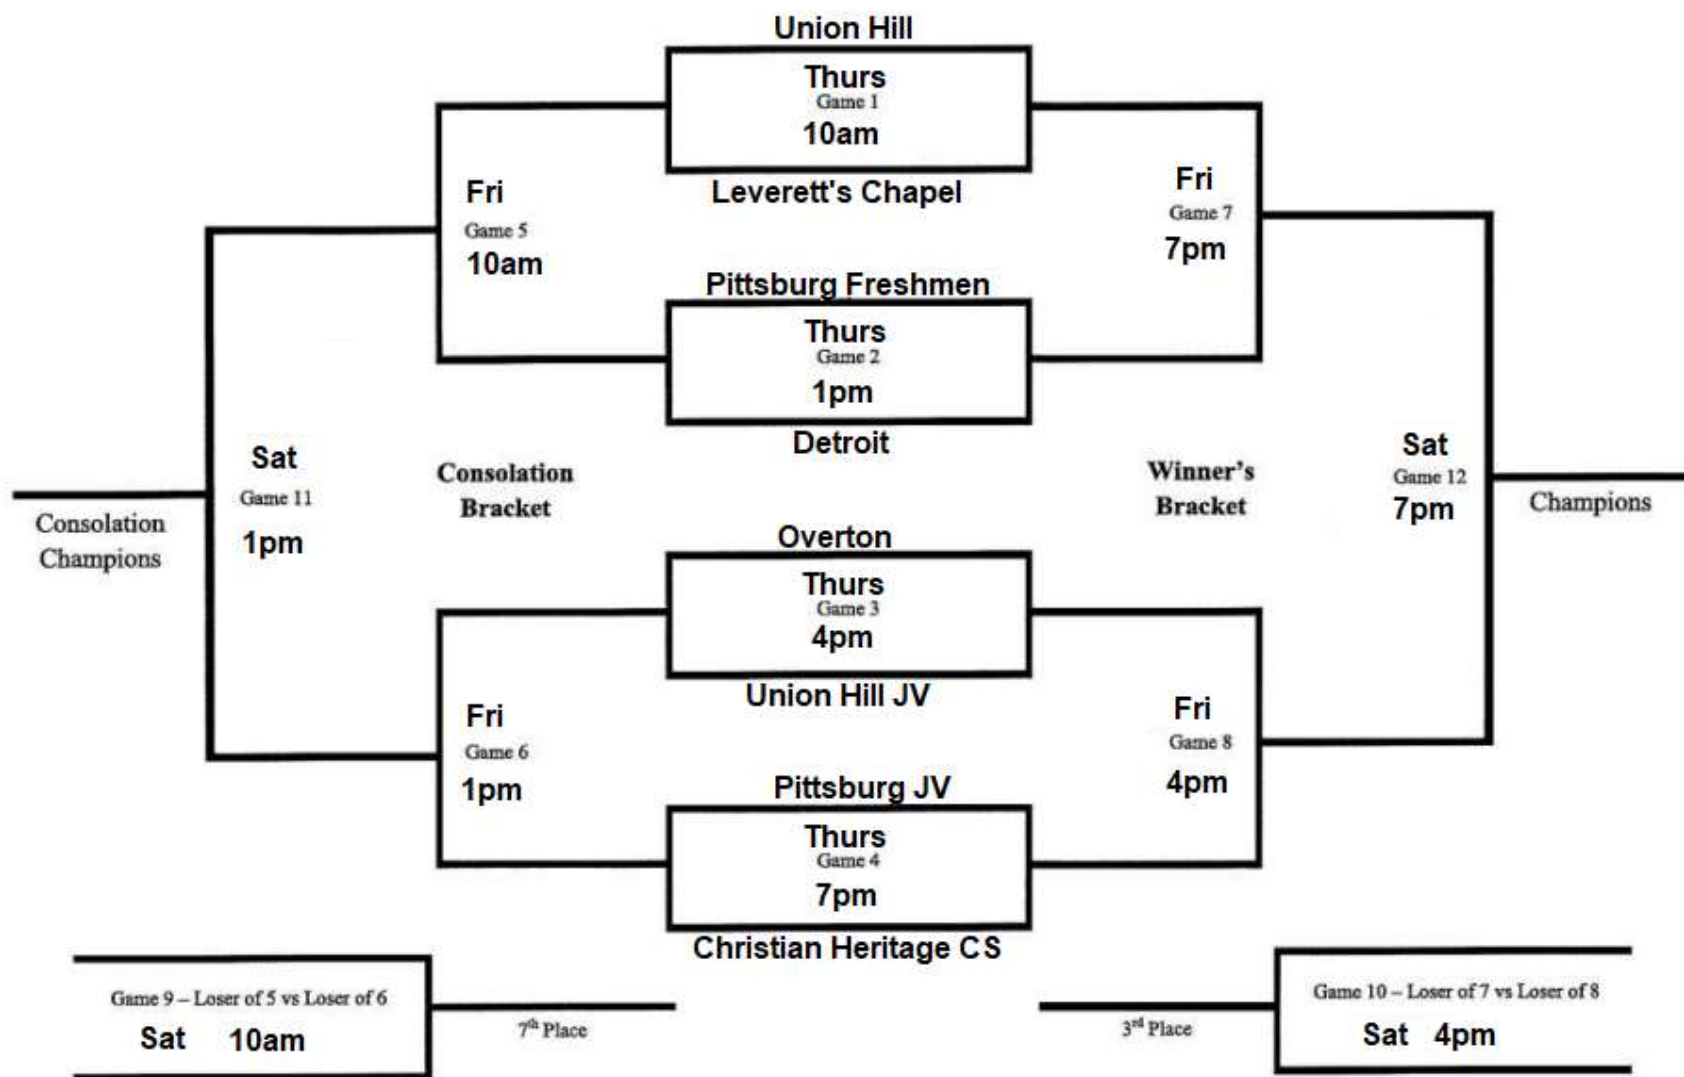 Union Hill
Thurs
Game 1
10am
Leverett's Chapel
Fri
Game 5
10am
Fri
Game 7
7pm
Pittsburg Freshmen
Thurs
Game 2
1pm
Detroit
Sat
Game 11
1pm
Consolation
Champions
Consolation
Bracket
Winner's
Bracket
Sat
Game 12
7pm
Champions
Overton
Thurs
Game 3
4pm
Union Hill JV
Fri
Game 6
1pm
Fri
Game 8
4pm
Pittsburg JV
Thurs
Game 4
7pm
Christian Heritage CS
Game 9 – Loser of 5 vs Loser of 6
Sat 10am
7th Place
3rd Place
Game 10 – Loser of 7 vs Loser of 8
Sat 4pm